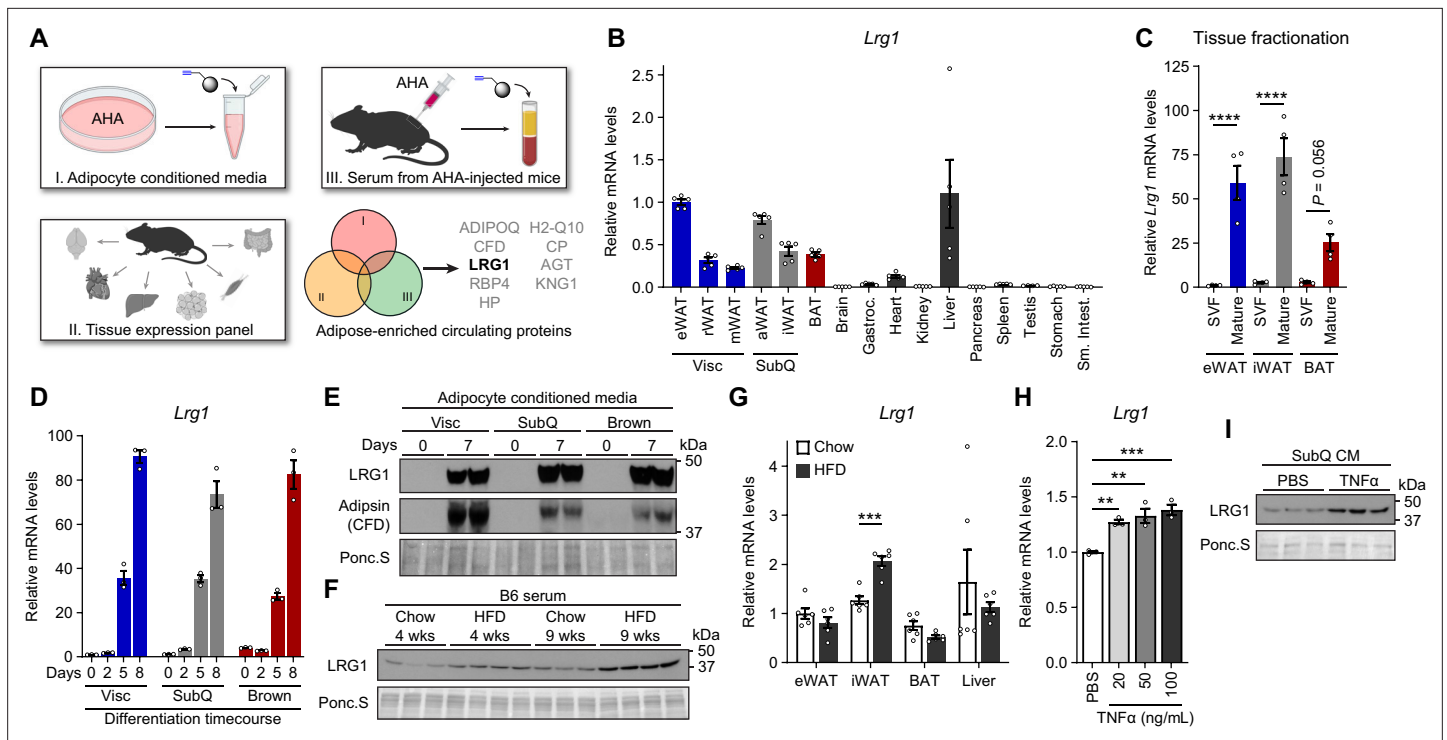 A
AHA
I. Adipocyte conditioned media
AHA
III. Serum from AHA-injected mice
II. Tissue expression panel
I
II
III
ADIPOQ H2-Q10
CFD CP
LRG1 AGT
RBP4 KNG1
HP
Adipose-enriched circulating proteins
B
Lrg1
Relative mRNA levels
2.5
2.0
1.5
1.0
0.5
0
eWAT
rWAT
mWAT
aWAT
iWAT
BAT
Brain
Gastroc.
Heart
Kidney
Liver
Pancreas
Spleen
Testis
Stomach
Sm. Intest.
Visc
SubQ
C
Tissue fractionation
Relative Lrg1 mRNA levels
125
100
75
50
25
0
****
****
P = 0.056
SVF
Mature
SVF
Mature
SVF
Mature
eWAT iWAT BAT
D
Lrg1
Relative mRNA levels
100
80
60
40
20
0
Days 0 2 5 8 0 2 5 8 0 2 5 8
Visc SubQ Brown
Differentiation timecourse
E
Adipocyte conditioned media
Visc SubQ Brown
Days 0 7 0 7 0 7 kDa
LRG1
50
Adipsin
(CFD)
37
Ponc.S
F
B6 serum
Chow HFD Chow HFD
4 wks 4 wks 9 wks 9 wks kDa
LRG1
50
37
Ponc.S
G
Lrg1
Relative mRNA levels
5
4
3
2
1
0
Chow
HFD
***
eWAT iWAT BAT Liver
H
Lrg1
Relative mRNA levels
2.0
1.5
1.0
0.5
0
***
**
**
PBS
20
50
100
TNFα (ng/mL)
I
SubQ CM
PBS TNFα kDa
LRG1
50
37
Ponc.S